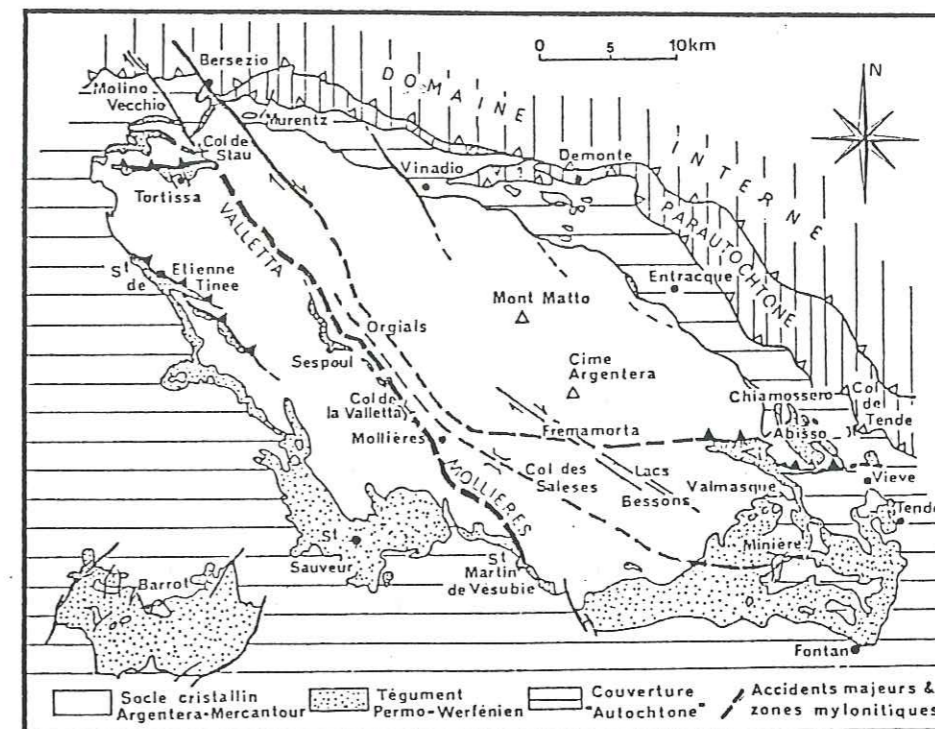 0 5 10km
N
Bersezio
DOMAINE
INTERNE
PARAUTOCHTONE
Molino
Vecchio
Murentz
Col de
Stau
Vinadio
Demonte
Tortissa
VALLETTA
St Etienne
de Tinee
Entracque
Mont Matto
Orgials
Sespoul
Cime
Argentera
Col de
la Valletta
Chiamossero
Col de
Tende
Fremamorta
Abisso
Mollières
MOLLIERES
Col des
Saleses
Lacs
Bessons
Valmasque
Vieve
Tende
St
Sauveur
St
Martin
de Vésubie
Minière
Barrot
Fontan
Socle cristallin
Argentera-Mercantour
Tégument
Permo-Werfénien
Couverture
"Autochtone"
Accidents majeurs &
zones mylonitiques